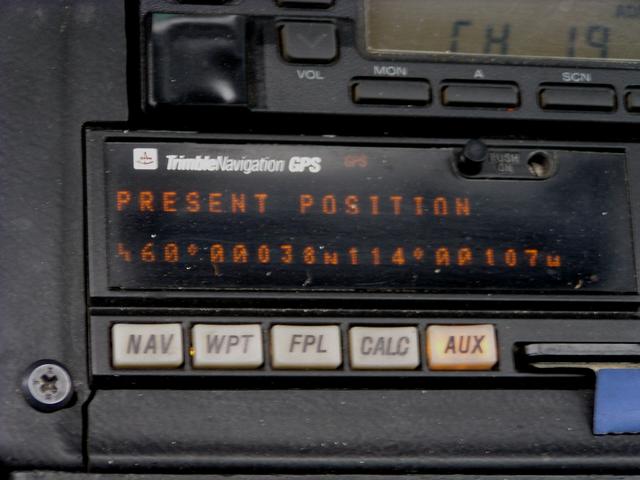 CH 19
VOL
MON A SCN
TrimbleNavigation GPS GPS
PUSH
ON
PRESENT POSITION
NAV WPT FPL CALC AUX